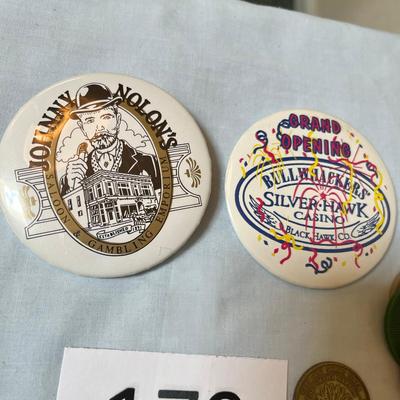 JOHNNY NOLON'S
SALOON & GAMBLING EMPORIUM
GRAND
OPENING
BULLWHACKERS'
SILVER HAWK
CASINO
BLACK HAWK, CO